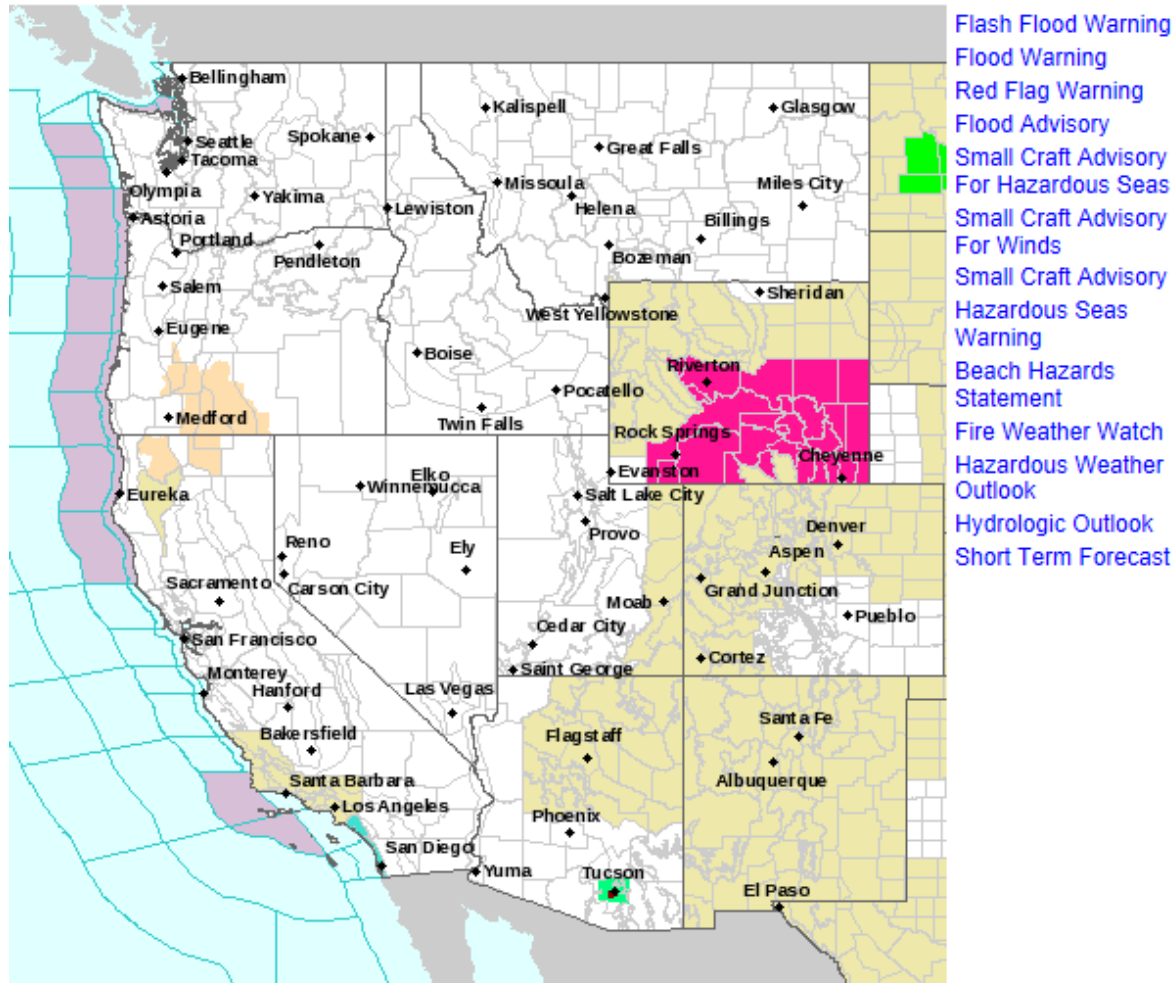 Bellingham
Kalispell
Glasgow
Seattle
Spokane
Great Falls
Tacoma
Missoula
Miles City
Olympia
Yakima
Helena
Lewiston
Astoria
Billings
Portland
Pendleton
Bozeman
Salem
Sheridan
West Yellowstone
Eugene
Boise
Riverton
Pocatello
Medford
Twin Falls
Rock Springs
Cheyenne
Elko
Evanston
Winnemucca
Eureka
Salt Lake City
Denver
Provo
Reno
Ely
Aspen
Sacramento
Carson City
Grand Junction
Moab
Pueblo
Cedar City
San Francisco
Cortez
Saint George
Monterey
Hanford
Las Vegas
Santa Fe
Bakersfield
Flagstaff
Albuquerque
Santa Barbara
Los Angeles
Phoenix
San Diego
Yuma
Tucson
El Paso
Flash Flood Warning
Flood Warning
Red Flag Warning
Flood Advisory
Small Craft Advisory
For Hazardous Seas
Small Craft Advisory
For Winds
Small Craft Advisory
Hazardous Seas
Warning
Beach Hazards
Statement
Fire Weather Watch
Hazardous Weather
Outlook
Hydrologic Outlook
Short Term Forecast